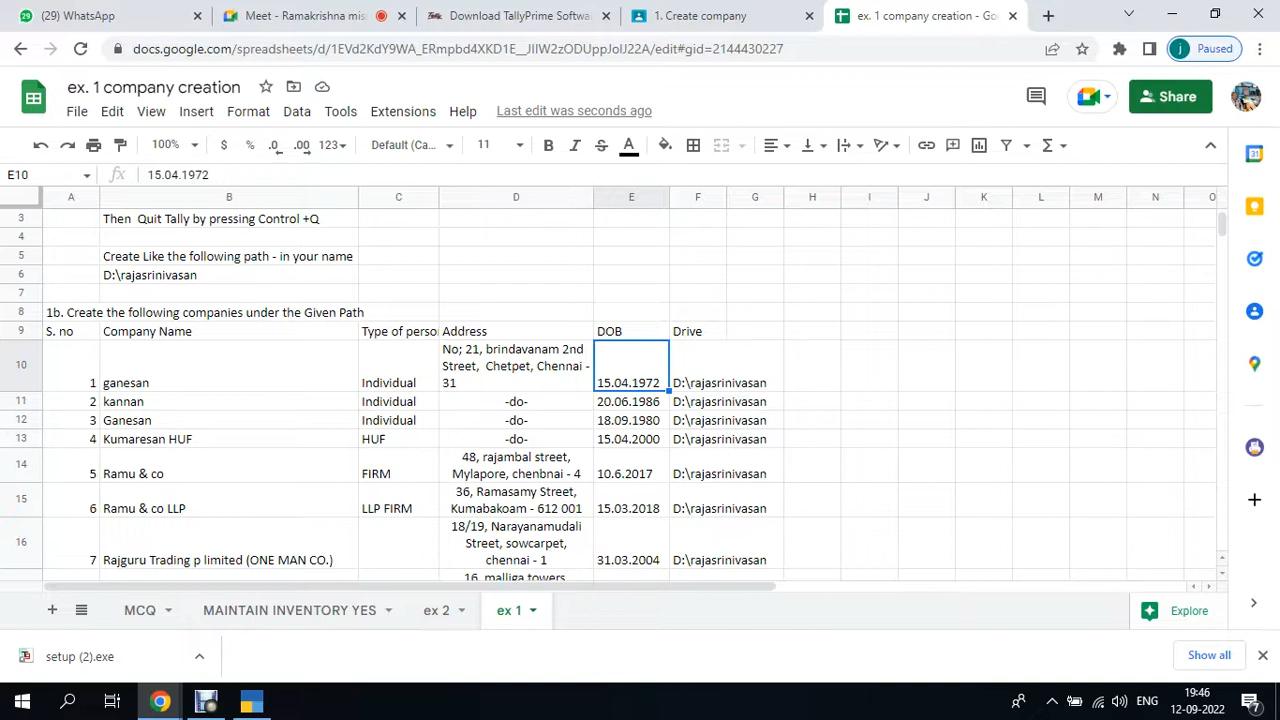 (29) WhatsApp
Meet - Ramakrishna mis
Download TallyPrime Softwa
1. Create company
ex. 1 company creation - Goo
docs.google.com/spreadsheets/d/1EVd2KdY9WA_ERmpbd4XKD1E__JIIW2zODUppJoIJ22A/edit#gid=2144430227
Paused
ex. 1 company creation
File Edit View Insert Format Data Tools Extensions Help Last edit was seconds ago
Share
100% $ % .0 .00 123 Default (Ca... 11 B I S A
E10 fx 15.04.1972
A B C D E F G H I J K L M N O
3 Then Quit Tally by pressing Control +Q
4
5 Create Like the following path - in your name
6 D:\rajasrinivasan
7
8 1b. Create the following companies under the Given Path
9 S. no Company Name Type of perso Address DOB Drive
No; 21, brindavanam 2nd
10 Street, Chetpet, Chennai -
1 ganesan Individual 31 15.04.1972 D:\rajasrinivasan
11 2 kannan Individual -do- 20.06.1986 D:\rajasrinivasan
12 3 Ganesan Individual -do- 18.09.1980 D:\rajasrinivasan
13 4 Kumaresan HUF HUF -do- 15.04.2000 D:\rajasrinivasan
14 48, rajambal street,
5 Ramu & co FIRM Mylapore, chenbnai - 4 10.6.2017 D:\rajasrinivasan
15 36, Ramasamy Street,
6 Ramu & co LLP LLP FIRM Kumabakoam - 612 001 15.03.2018 D:\rajasrinivasan
18/19, Narayanamudali
16 Street, sowcarpet,
7 Rajguru Trading p limited (ONE MAN CO.) chennai - 1 31.03.2004 D:\rajasrinivasan
16, malliga towers
MCQ MAINTAIN INVENTORY YES ex 2 ex 1 Explore
setup (2).exe Show all
ENG 19:46
12-09-2022
7